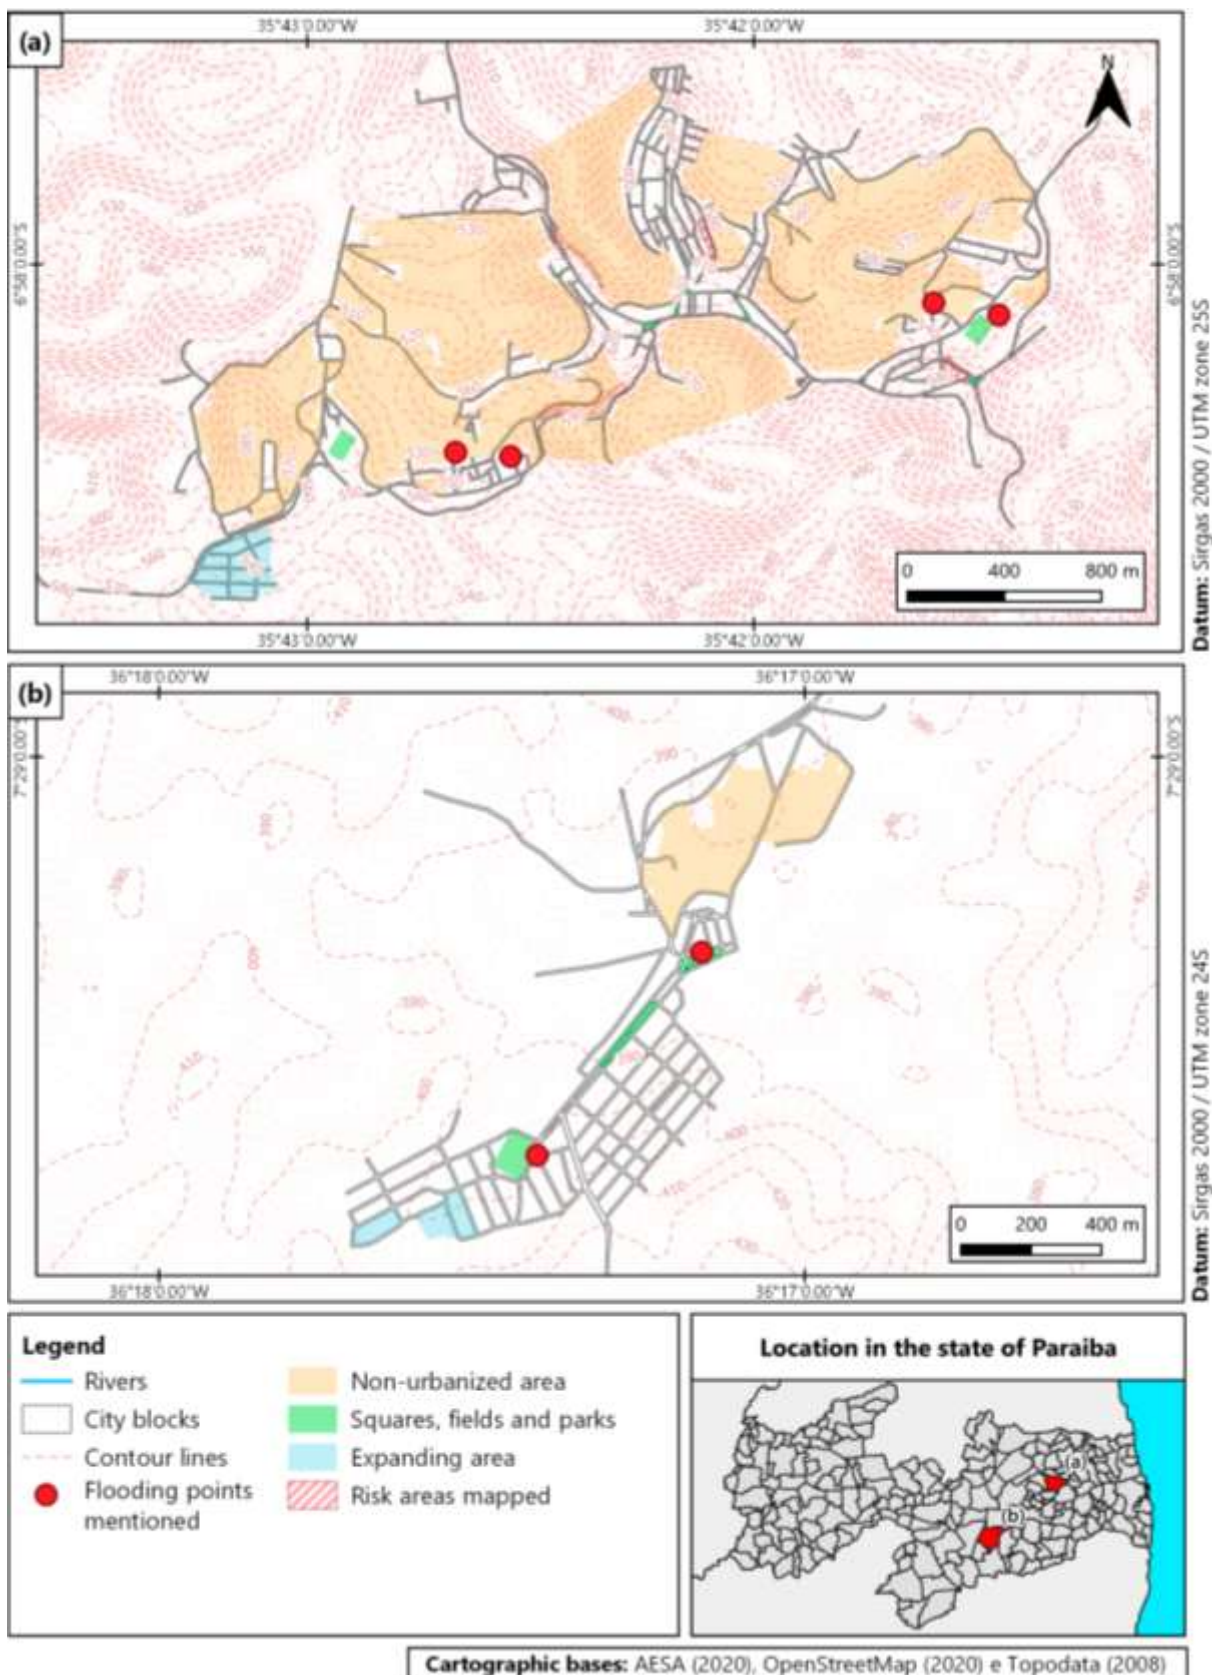 (a)
35°43'0.00"W
35°42'0.00"W
N
6°58'0.00"S
6°58'0.00"S
0 400 800 m
35°43'0.00"W
35°42'0.00"W
Datum: Sirgas 2000 / UTM zone 25S
(b)
36°18'0.00"W
36°17'0.00"W
7°29'0.00"S
7°29'0.00"S
390
400
0 200 400 m
36°18'0.00"W
36°17'0.00"W
Datum: Sirgas 2000 / UTM zone 24S
Legend
Rivers
City blocks
Contour lines
Flooding points
mentioned
Non-urbanized area
Squares, fields and parks
Expanding area
Risk areas mapped
Location in the state of Paraiba
(a)
(b)
Cartographic bases: AESA (2020), OpenStreetMap (2020) e Topodata (2008)